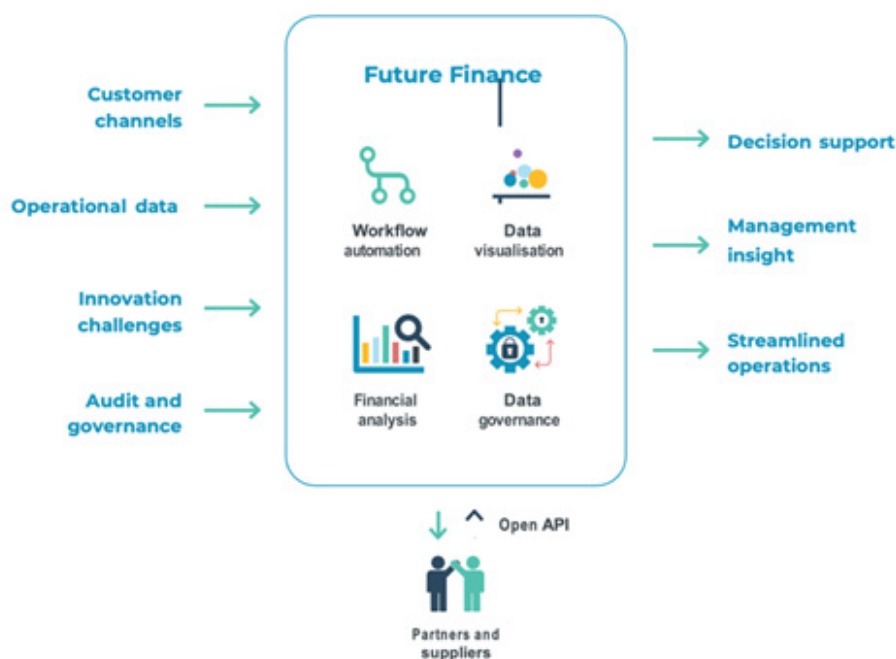 Future Finance
Customer
channels
Operational data
Innovation
challenges
Audit and
governance
Workflow
automation
Data
visualisation
Financial
analysis
Data
governance
Decision support
Management
insight
Streamlined
operations
Open API
Partners and
suppliers